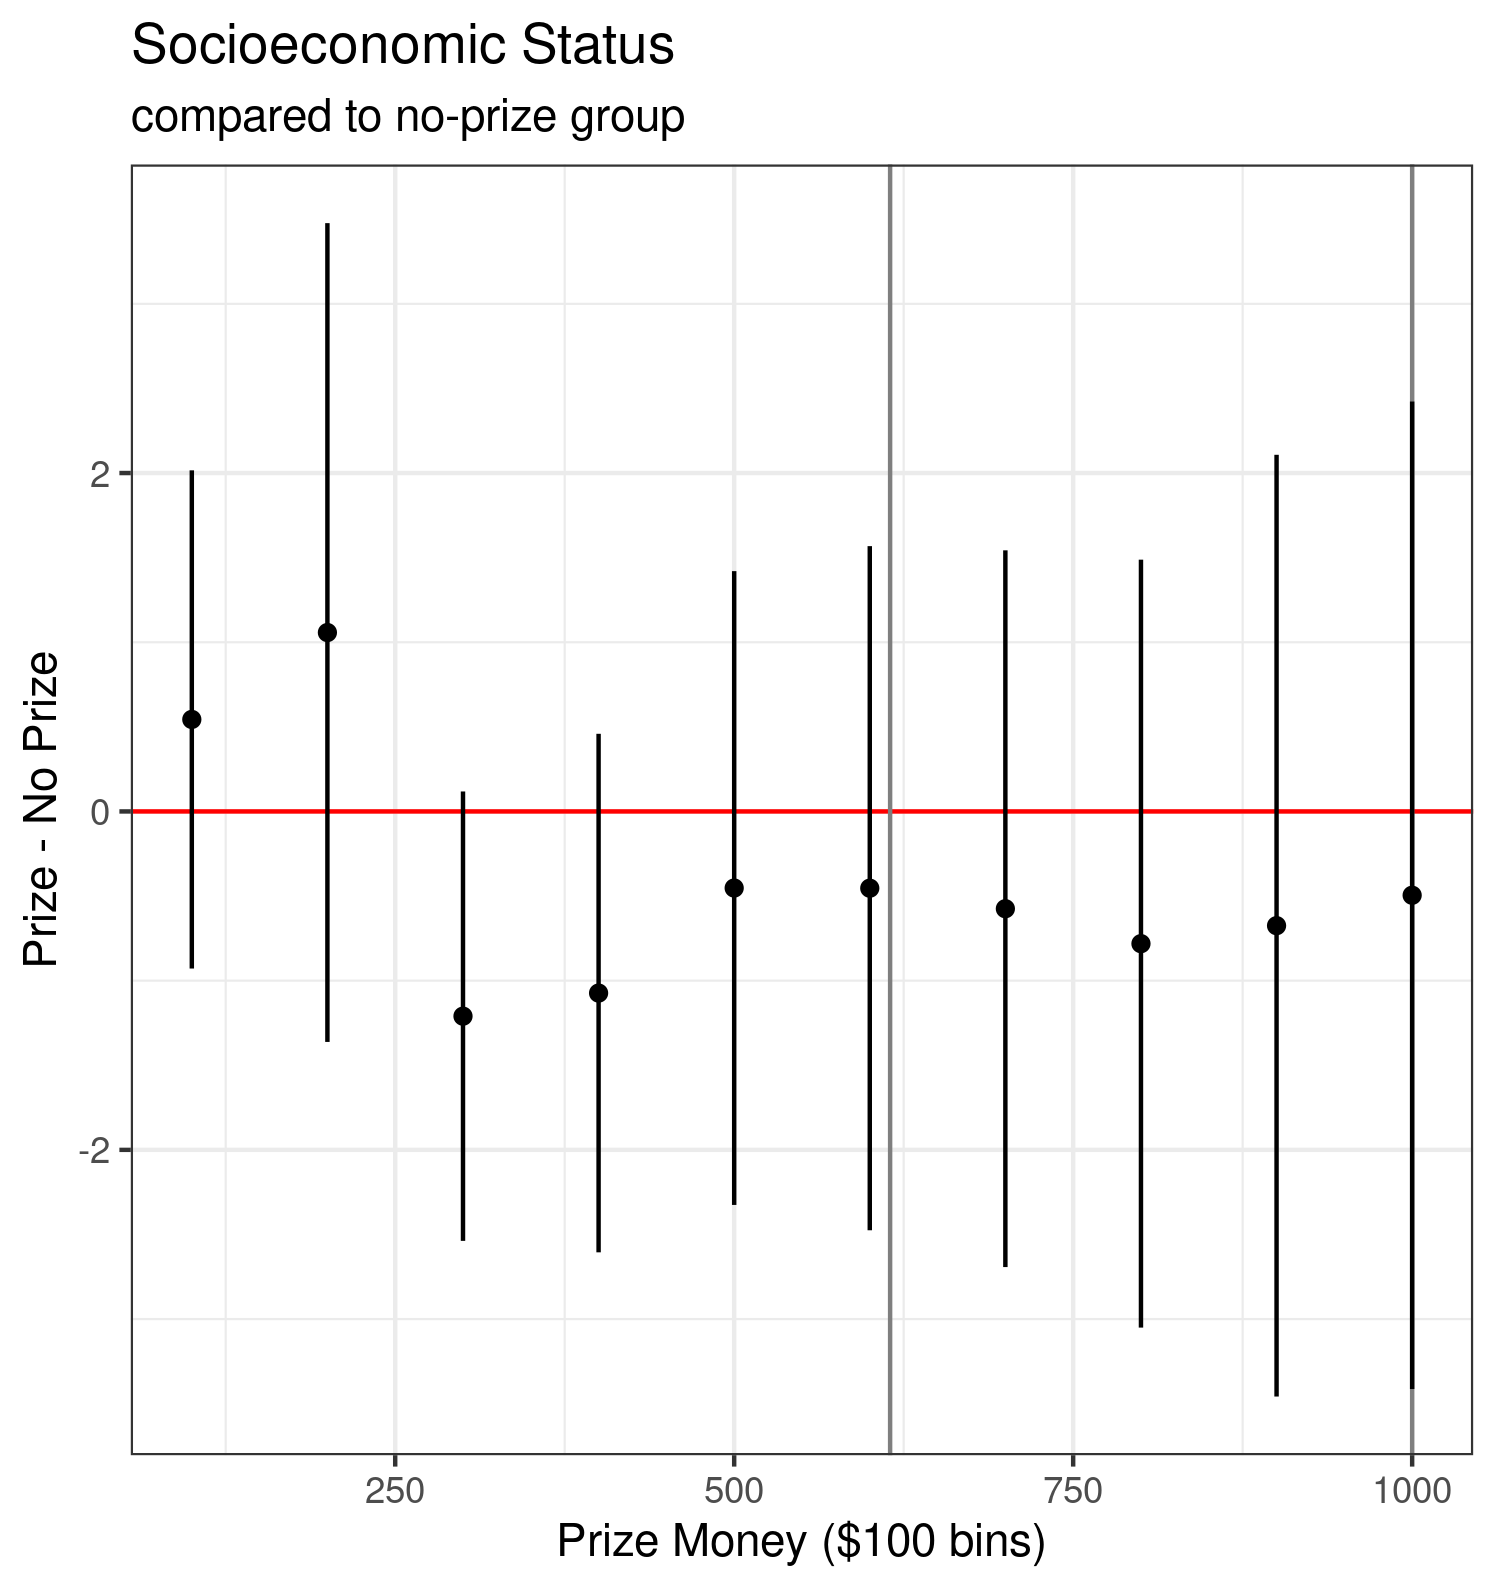 Socioeconomic Status
compared to no-prize group
Prize - No Prize
2
0
-2
250 500 750 1000
Prize Money ($100 bins)